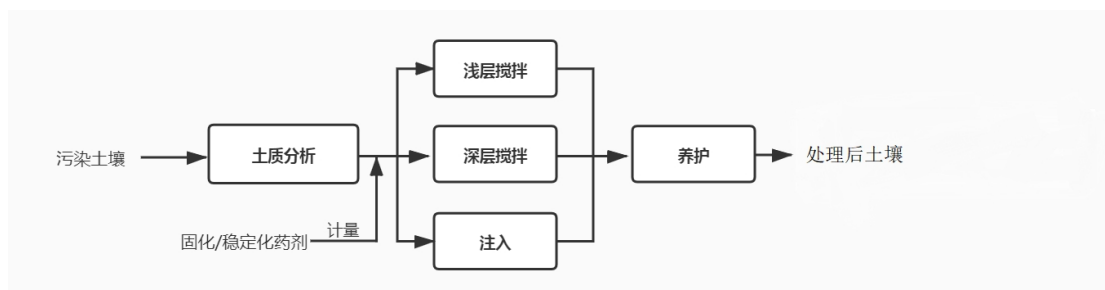 浅层搅拌
污染土壤
土质分析
深层搅拌
养护
处理后土壤
固化/稳定化药剂
计量
注入